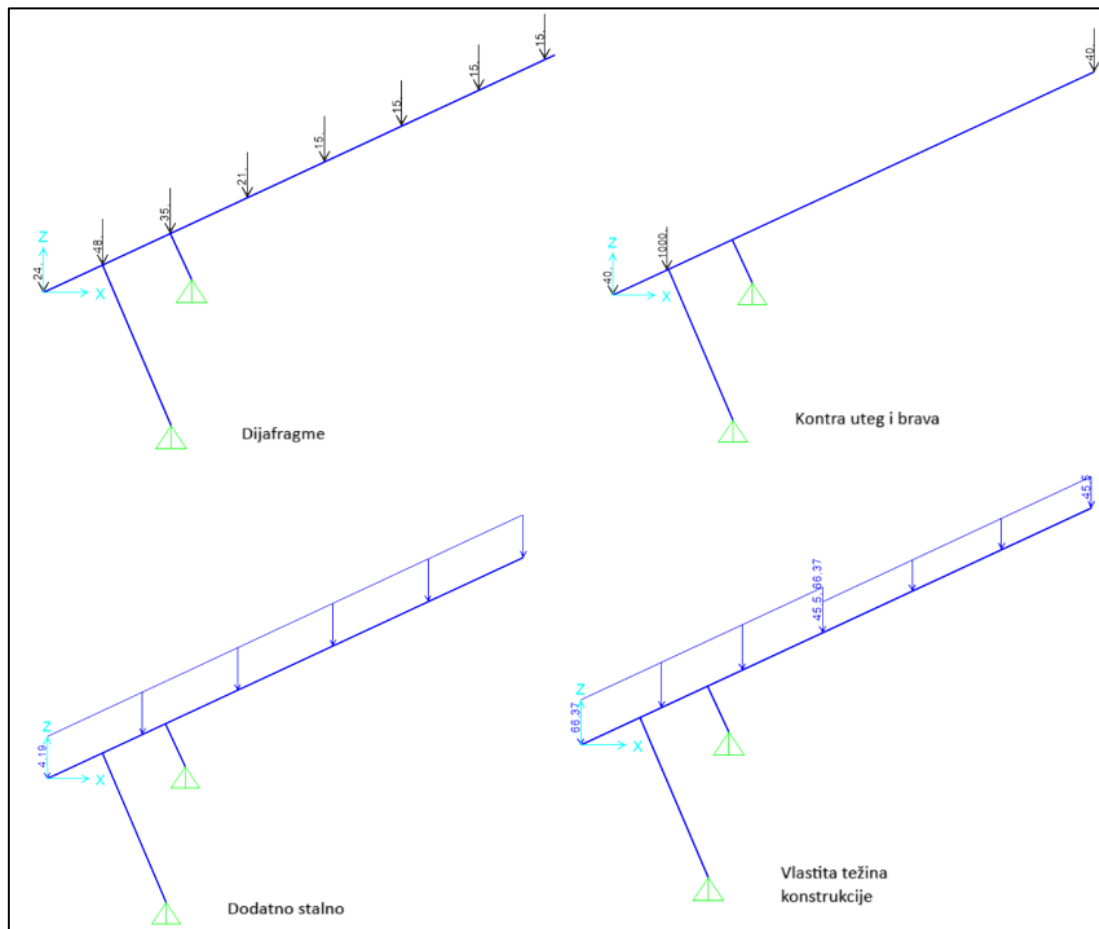 15.
15.
15.
15.
21.
35.
48.
24.
Z
X
Dijafragme
40.
1000.
40.
Z
X
Kontra uteg i brava
4.19
Z
X
Dodatno stalno
45.5
45.5 66.37
66.37
Z
X
Vlastita težina
konstrukcije